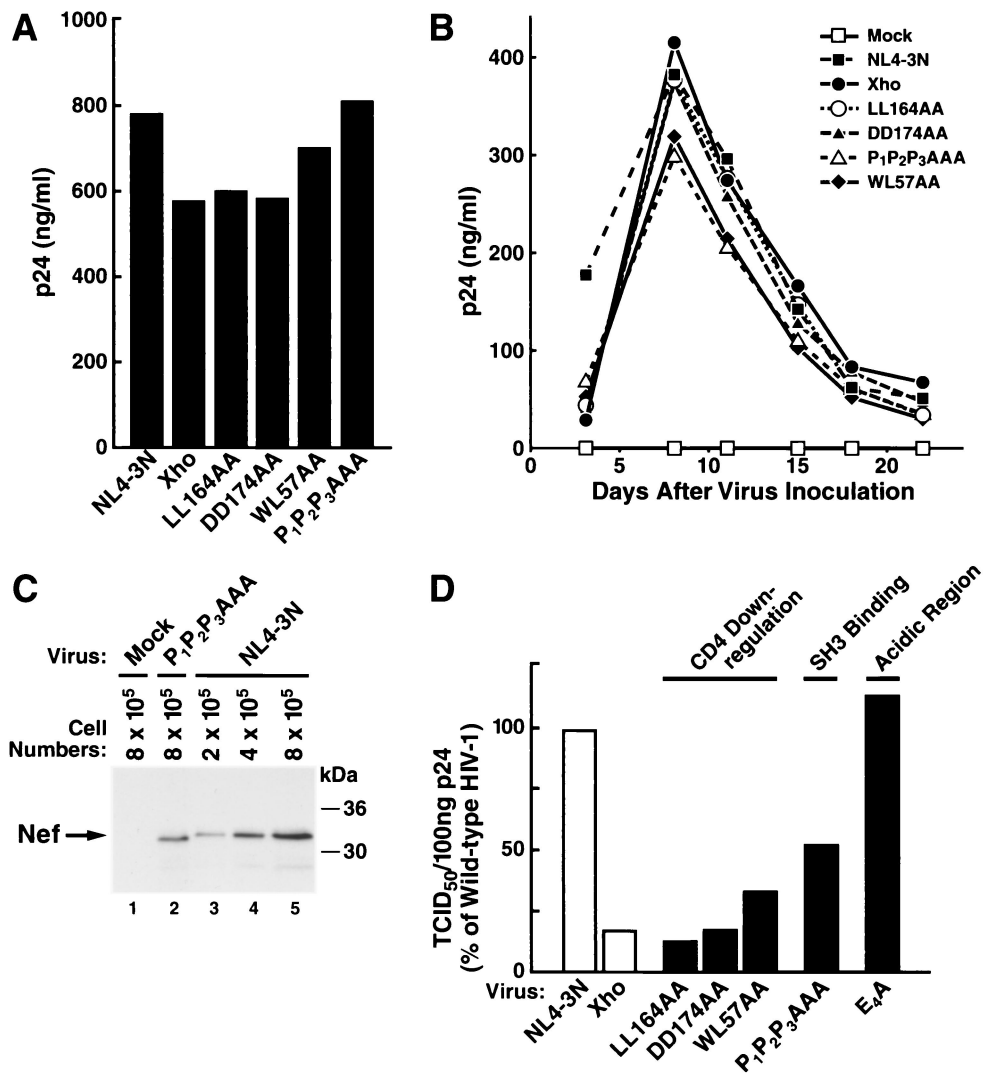 A
p24 (ng/ml)
1000
800
600
400
200
0
NL4-3N
Xho
LL164AA
DD174AA
WL57AA
P1P2P3AAA
B
p24 (ng/ml)
400
300
200
100
0
0 5 10 15 20
Days After Virus Inoculation
Mock
NL4-3N
Xho
LL164AA
DD174AA
P1P2P3AAA
WL57AA
C
Virus:
Mock
P1P2P3AAA
NL4-3N
Cell
Numbers:
8 x 10^5
8 x 10^5
2 x 10^5
4 x 10^5
8 x 10^5
kDa
36
30
Nef
1 2 3 4 5
D
CD4 Down-
regulation
SH3 Binding
Acidic Region
TCID50/100ng p24
(% of Wild-type HIV-1)
100
50
0
Virus:
NL4-3N
Xho
LL164AA
DD174AA
WL57AA
P1P2P3AAA
E4A